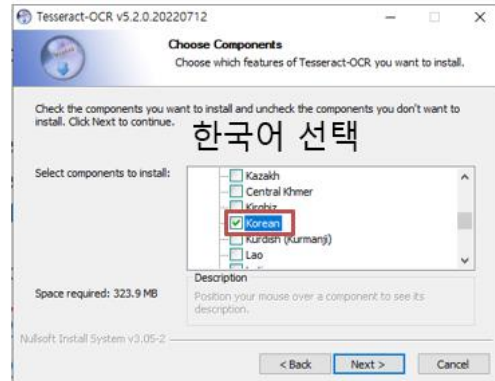 Tesseract-OCR v5.2.0.20220712
Choose Components
Choose which features of Tesseract-OCR you want to install.
Check the components you want to install and uncheck the components you don't want to
install. Click Next to continue.
한국어 선택
Select components to install:
Kazakh
Central Khmer
Kirghiz
Korean
Kurdish (Kurmanji)
Lao
Description
Space required: 323.9 MB
Position your mouse over a component to see its
description.
Nullsoft Install System v3.05-2
< Back
Next >
Cancel